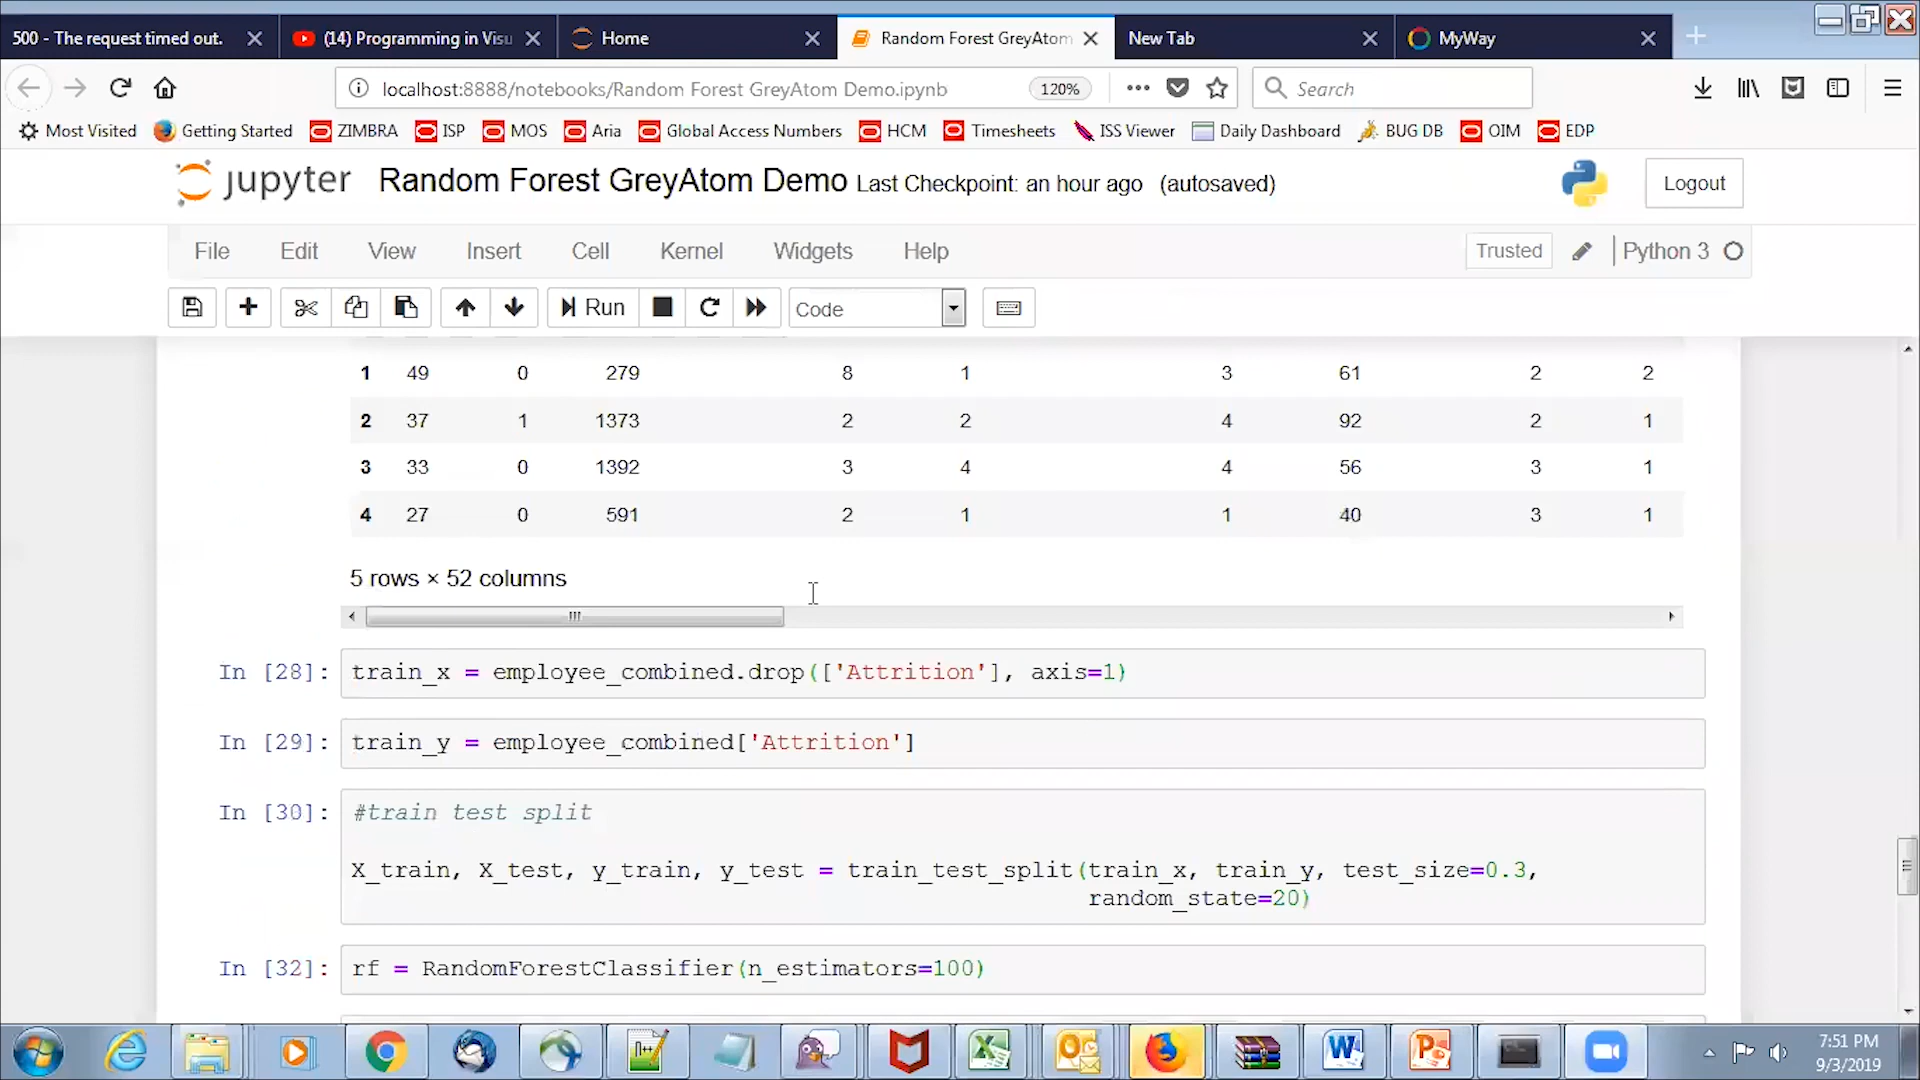 500 - The request timed out.
(14) Programming in Visu
Home
Random Forest GreyAtom
New Tab
MyWay
localhost:8888/notebooks/Random Forest GreyAtom Demo.ipynb
120%
Search
Most Visited
Getting Started
ZIMBRA
ISP
MOS
Aria
Global Access Numbers
HCM
Timesheets
ISS Viewer
Daily Dashboard
BUG DB
OIM
EDP
jupyter Random Forest GreyAtom Demo Last Checkpoint: an hour ago (autosaved)
Logout
File Edit View Insert Cell Kernel Widgets Help
Trusted
Python 3
Run
Code
1 49 0 279 8 1 3 61 2 2
2 37 1 1373 2 2 4 92 2 1
3 33 0 1392 3 4 4 56 3 1
4 27 0 591 2 1 1 40 3 1
5 rows × 52 columns
In [28]: train_x = employee_combined.drop(['Attrition'], axis=1)
In [29]: train_y = employee_combined['Attrition']
In [30]: #train test split
X_train, X_test, y_train, y_test = train_test_split(train_x, train_y, test_size=0.3,
random_state=20)
In [32]: rf = RandomForestClassifier(n_estimators=100)
7:51 PM
9/3/2019